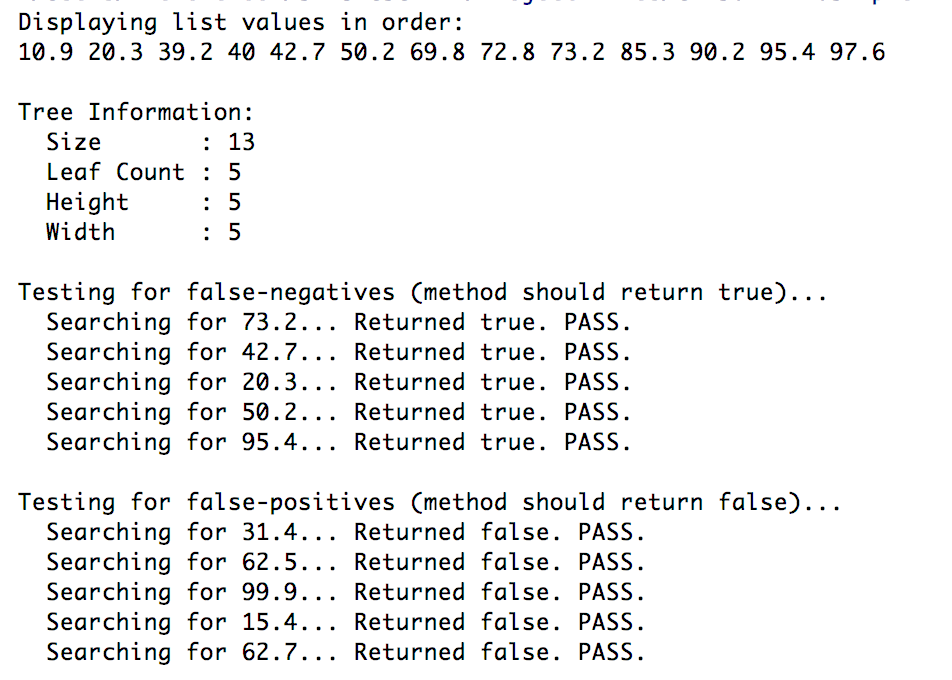 Displaying list values in order:
10.9 20.3 39.2 40 42.7 50.2 69.8 72.8 73.2 85.3 90.2 95.4 97.6
Tree Information:
Size : 13
Leaf Count : 5
Height : 5
Width : 5
Testing for false-negatives (method should return true)...
Searching for 73.2... Returned true. PASS.
Searching for 42.7... Returned true. PASS.
Searching for 20.3... Returned true. PASS.
Searching for 50.2... Returned true. PASS.
Searching for 95.4... Returned true. PASS.
Testing for false-positives (method should return false)...
Searching for 31.4... Returned false. PASS.
Searching for 62.5... Returned false. PASS.
Searching for 99.9... Returned false. PASS.
Searching for 15.4... Returned false. PASS.
Searching for 62.7... Returned false. PASS.